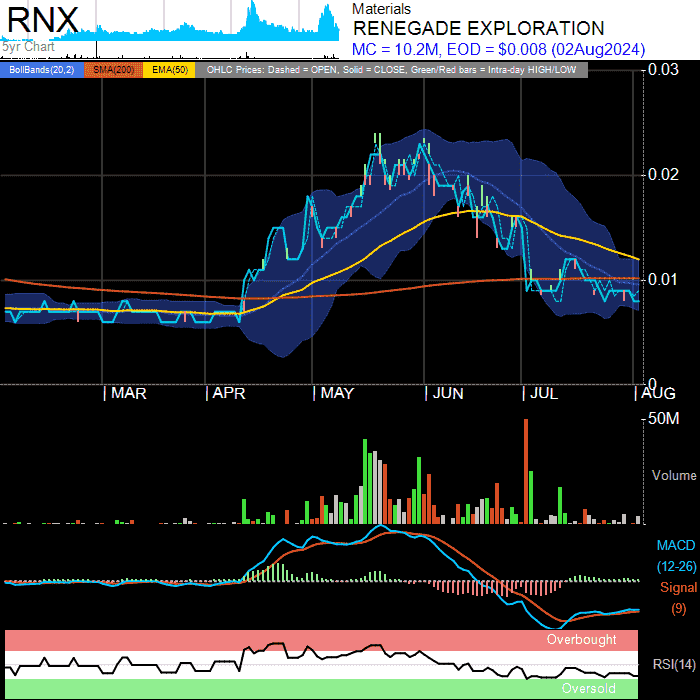 RNX
5yr Chart
Materials
RENEGADE EXPLORATION
MC = 10.2M, EOD = $0.008 (02Aug2024)
BollBands(20,2) SMA(200) EMA(50) OHLC Prices: Dashed = OPEN, Solid = CLOSE, Green/Red bars = Intra-day HIGH/LOW
0.03
0.02
0.01
0
MAR APR MAY JUN JUL AUG
50M
Volume
MACD
(12-26)
Signal
(9)
Overbought
RSI(14)
Oversold